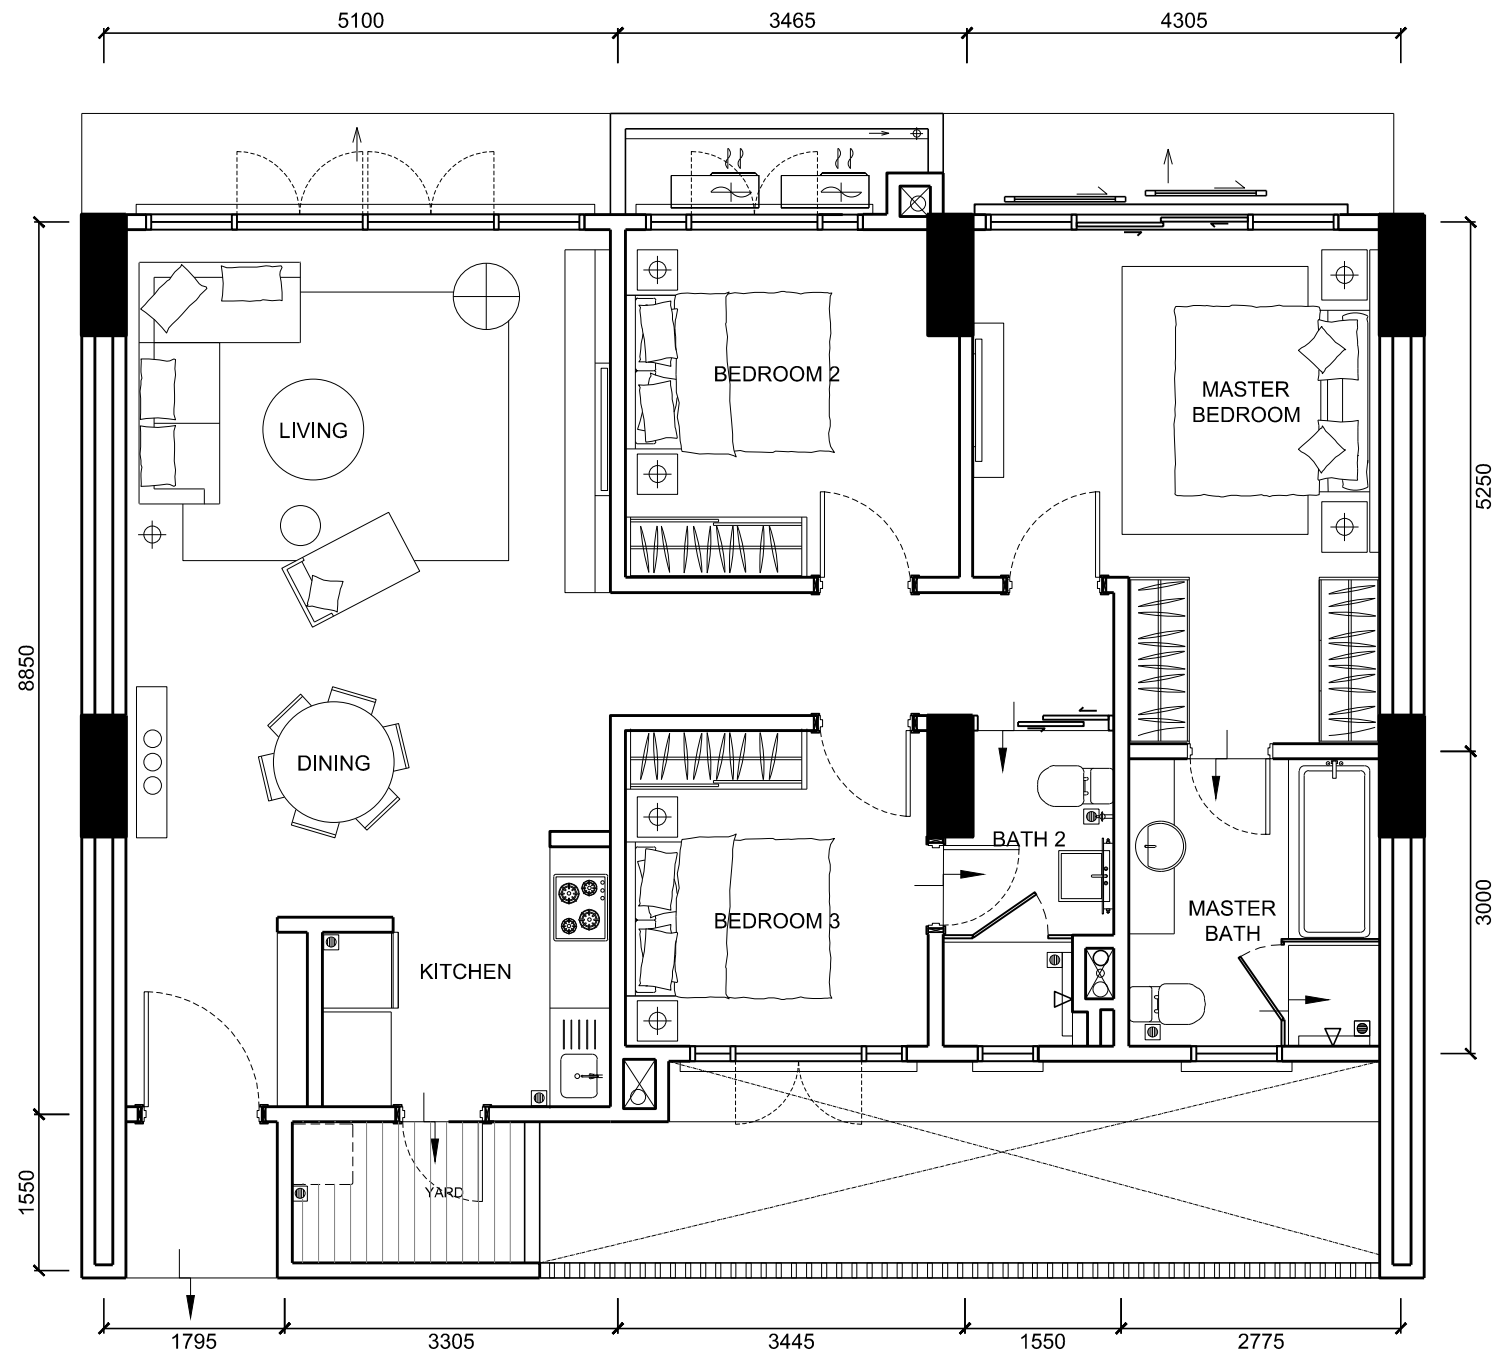 5100
3465
4305
BEDROOM 2
MASTER
BEDROOM
LIVING
5250
8850
DINING
BATH 2
3000
MASTER
BATH
BEDROOM 3
KITCHEN
1550
YARD
1795
3305
3445
1550
2775